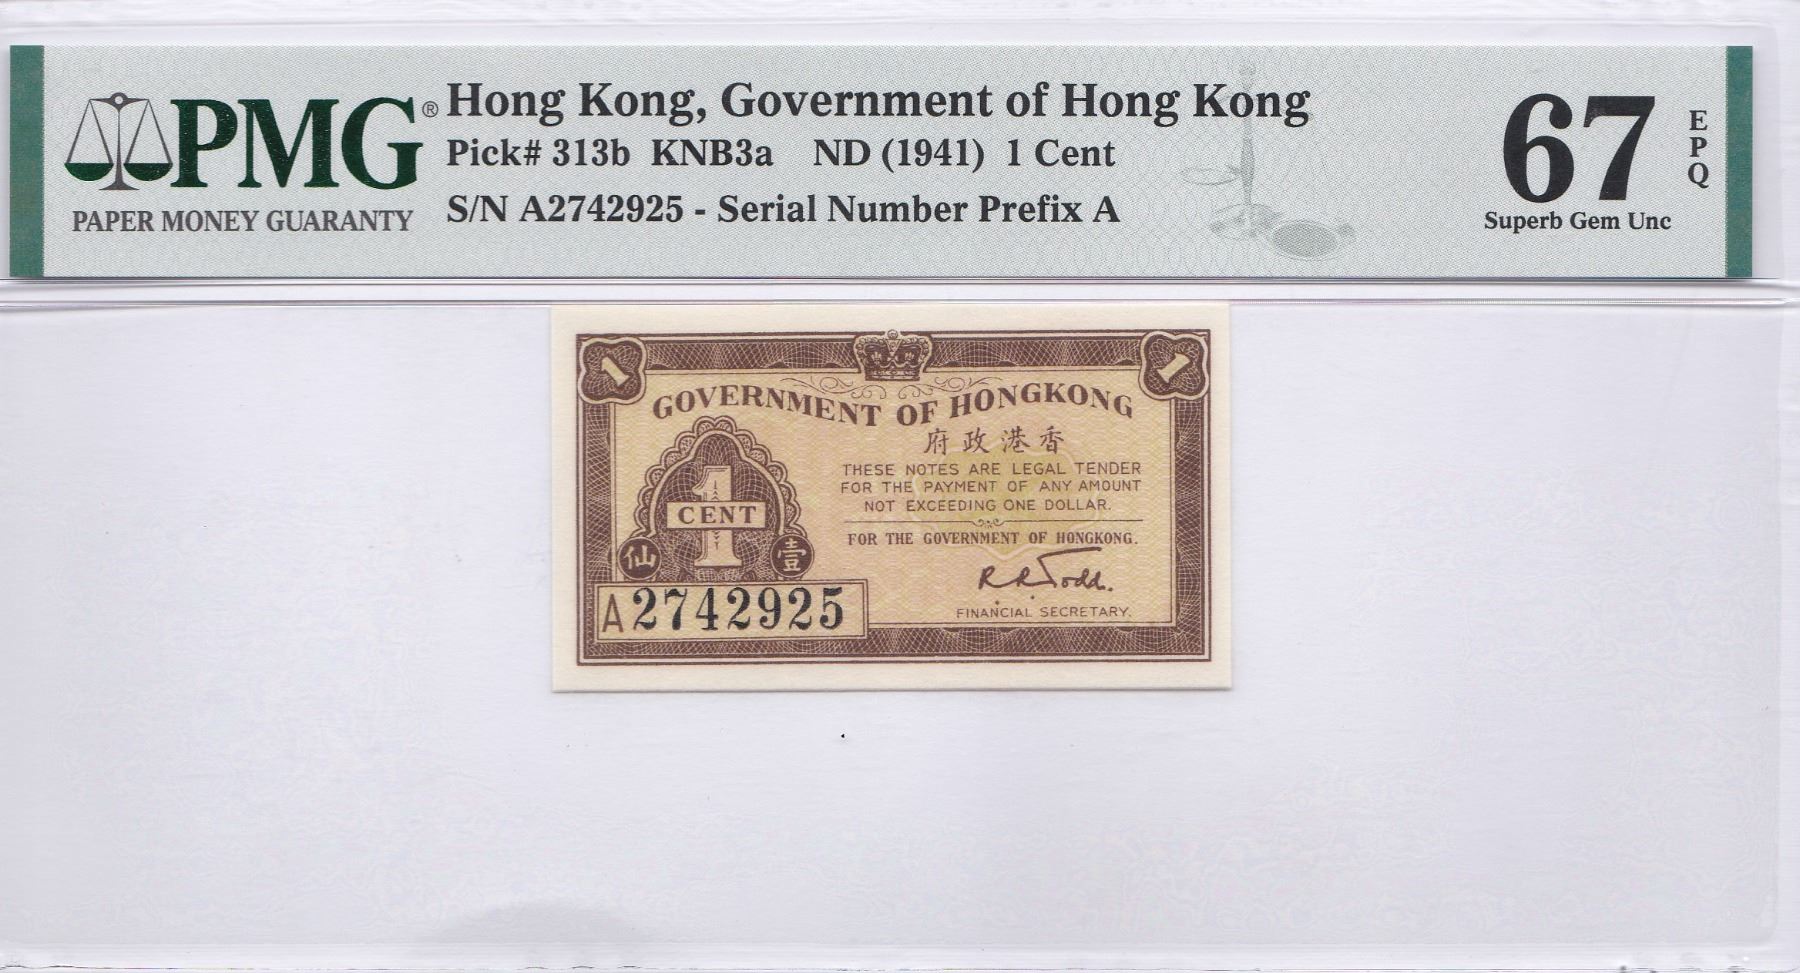 PMG®
PAPER MONEY GUARANTY
Hong Kong, Government of Hong Kong
Pick# 313b KNB3a ND (1941) 1 Cent
S/N A2742925 - Serial Number Prefix A
67
EPQ
Superb Gem Unc
1
1
GOVERNMENT OF HONGKONG
府政港香
THESE NOTES ARE LEGAL TENDER
FOR THE PAYMENT OF ANY AMOUNT
NOT EXCEEDING ONE DOLLAR.
FOR THE GOVERNMENT OF HONGKONG.
1
CENT
仙 壹
R R Todd.
FINANCIAL SECRETARY.
A2742925